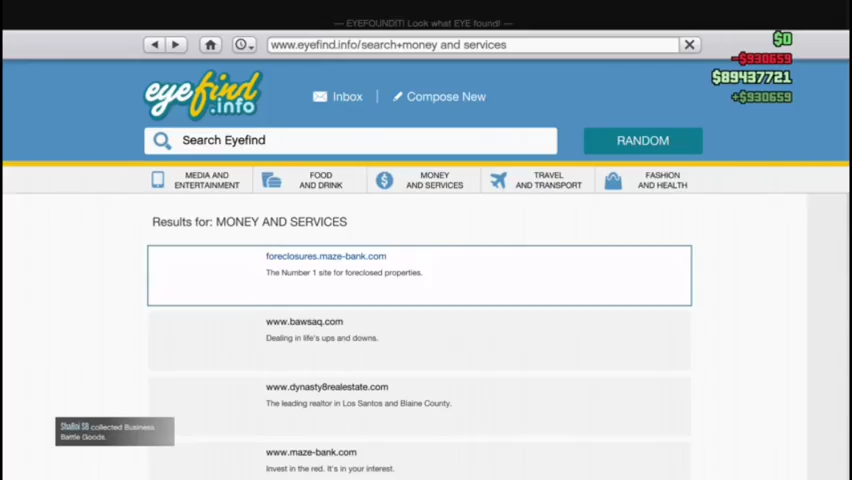 — EYEFOUNDIT! Look what EYE found! —
www.eyefind.info/search+money and services
$0
-$930659
$89437721
+$930659
eyefind
.info
Inbox | Compose New
Search Eyefind
RANDOM
MEDIA AND
ENTERTAINMENT
FOOD
AND DRINK
MONEY
AND SERVICES
TRAVEL
AND TRANSPORT
FASHION
AND HEALTH
Results for: MONEY AND SERVICES
foreclosures.maze-bank.com
The Number 1 site for foreclosed properties.
www.bawsaq.com
Dealing in life's ups and downs.
www.dynasty8realestate.com
The leading realtor in Los Santos and Blaine County.
ShaBoi SB collected Business
Battle Goods.
www.maze-bank.com
Invest in the red. It's in your interest.